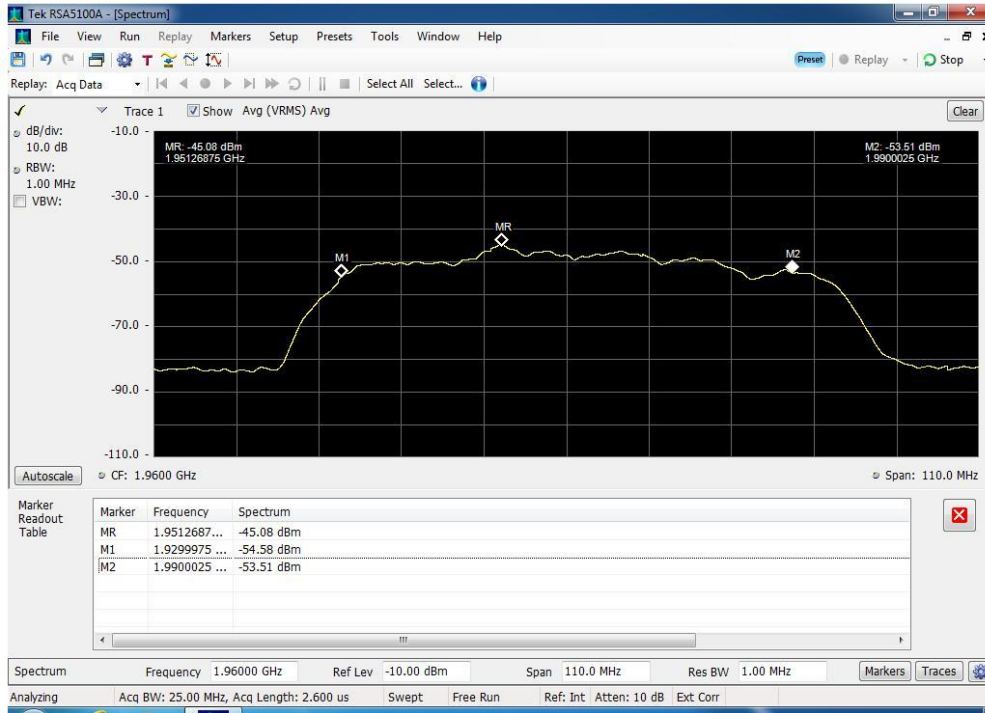 Tek RSA5100A - [Spectrum]
File View Run Replay Markers Setup Presets Tools Window Help
T Preset Replay Stop
Replay: Acq Data Select All Select...
Trace 1 Show Avg (VRMS) Avg Clear
dB/div:
10.0 dB
RBW:
1.00 MHz
VBW:
-10.0
-30.0
-50.0
-70.0
-90.0
-110.0
MR: -45.08 dBm
1.95126875 GHz
M2: -53.51 dBm
1.9900025 GHz
MR
M1
M2
Autoscale CF: 1.9600 GHz Span: 110.0 MHz
Marker
Readout
Table
Marker Frequency Spectrum
MR 1.9512687... -45.08 dBm
M1 1.9299975 ... -54.58 dBm
M2 1.9900025 ... -53.51 dBm
Spectrum Frequency 1.96000 GHz Ref Lev -10.00 dBm Span 110.0 MHz Res BW 1.00 MHz Markers Traces
Analyzing Acq BW: 25.00 MHz, Acq Length: 2.600 us Swept Free Run Ref: Int Atten: 10 dB Ext Corr